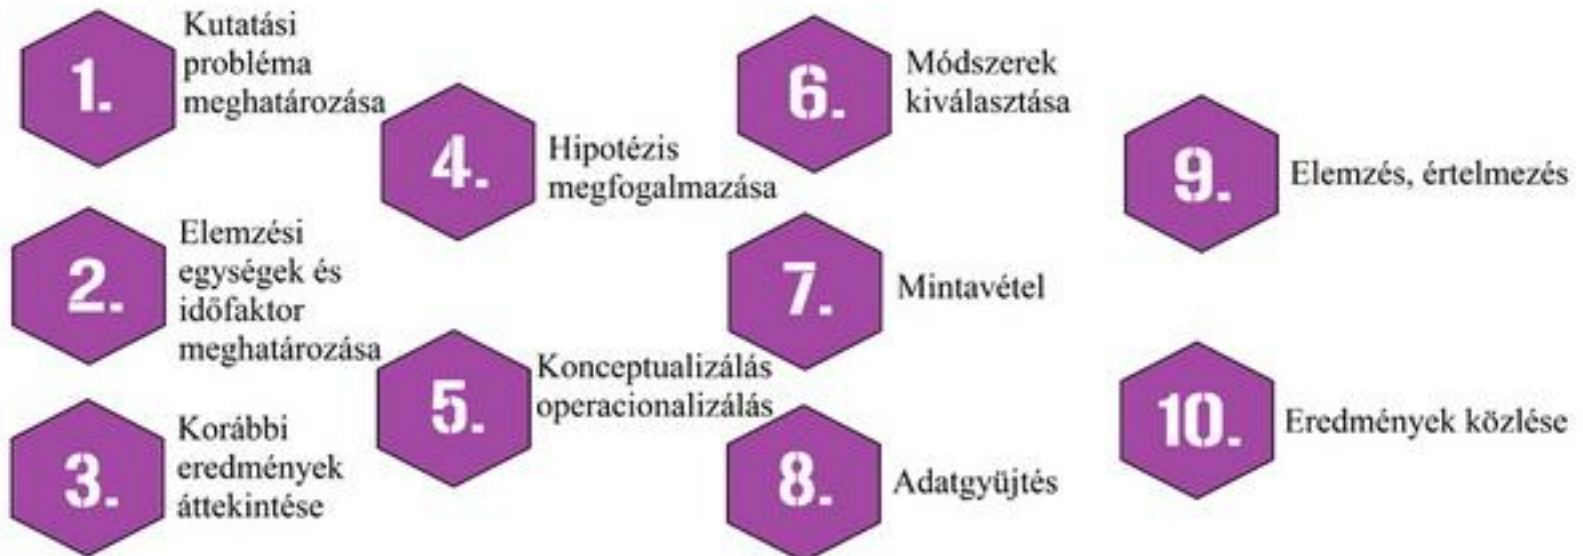 1.
Kutatási
probléma
meghatározása
2.
Elemzési
egységek és
időfaktor
meghatározása
3.
Korábbi
eredmények
áttekintése
4.
Hipotézis
megfogalmazása
5.
Konceptualizálás
operacionalizálás
6.
Módszerek
kiválasztása
7.
Mintavétel
8.
Adatgyüjtés
9.
Elemzés, értelmezés
10.
Eredmények közlése